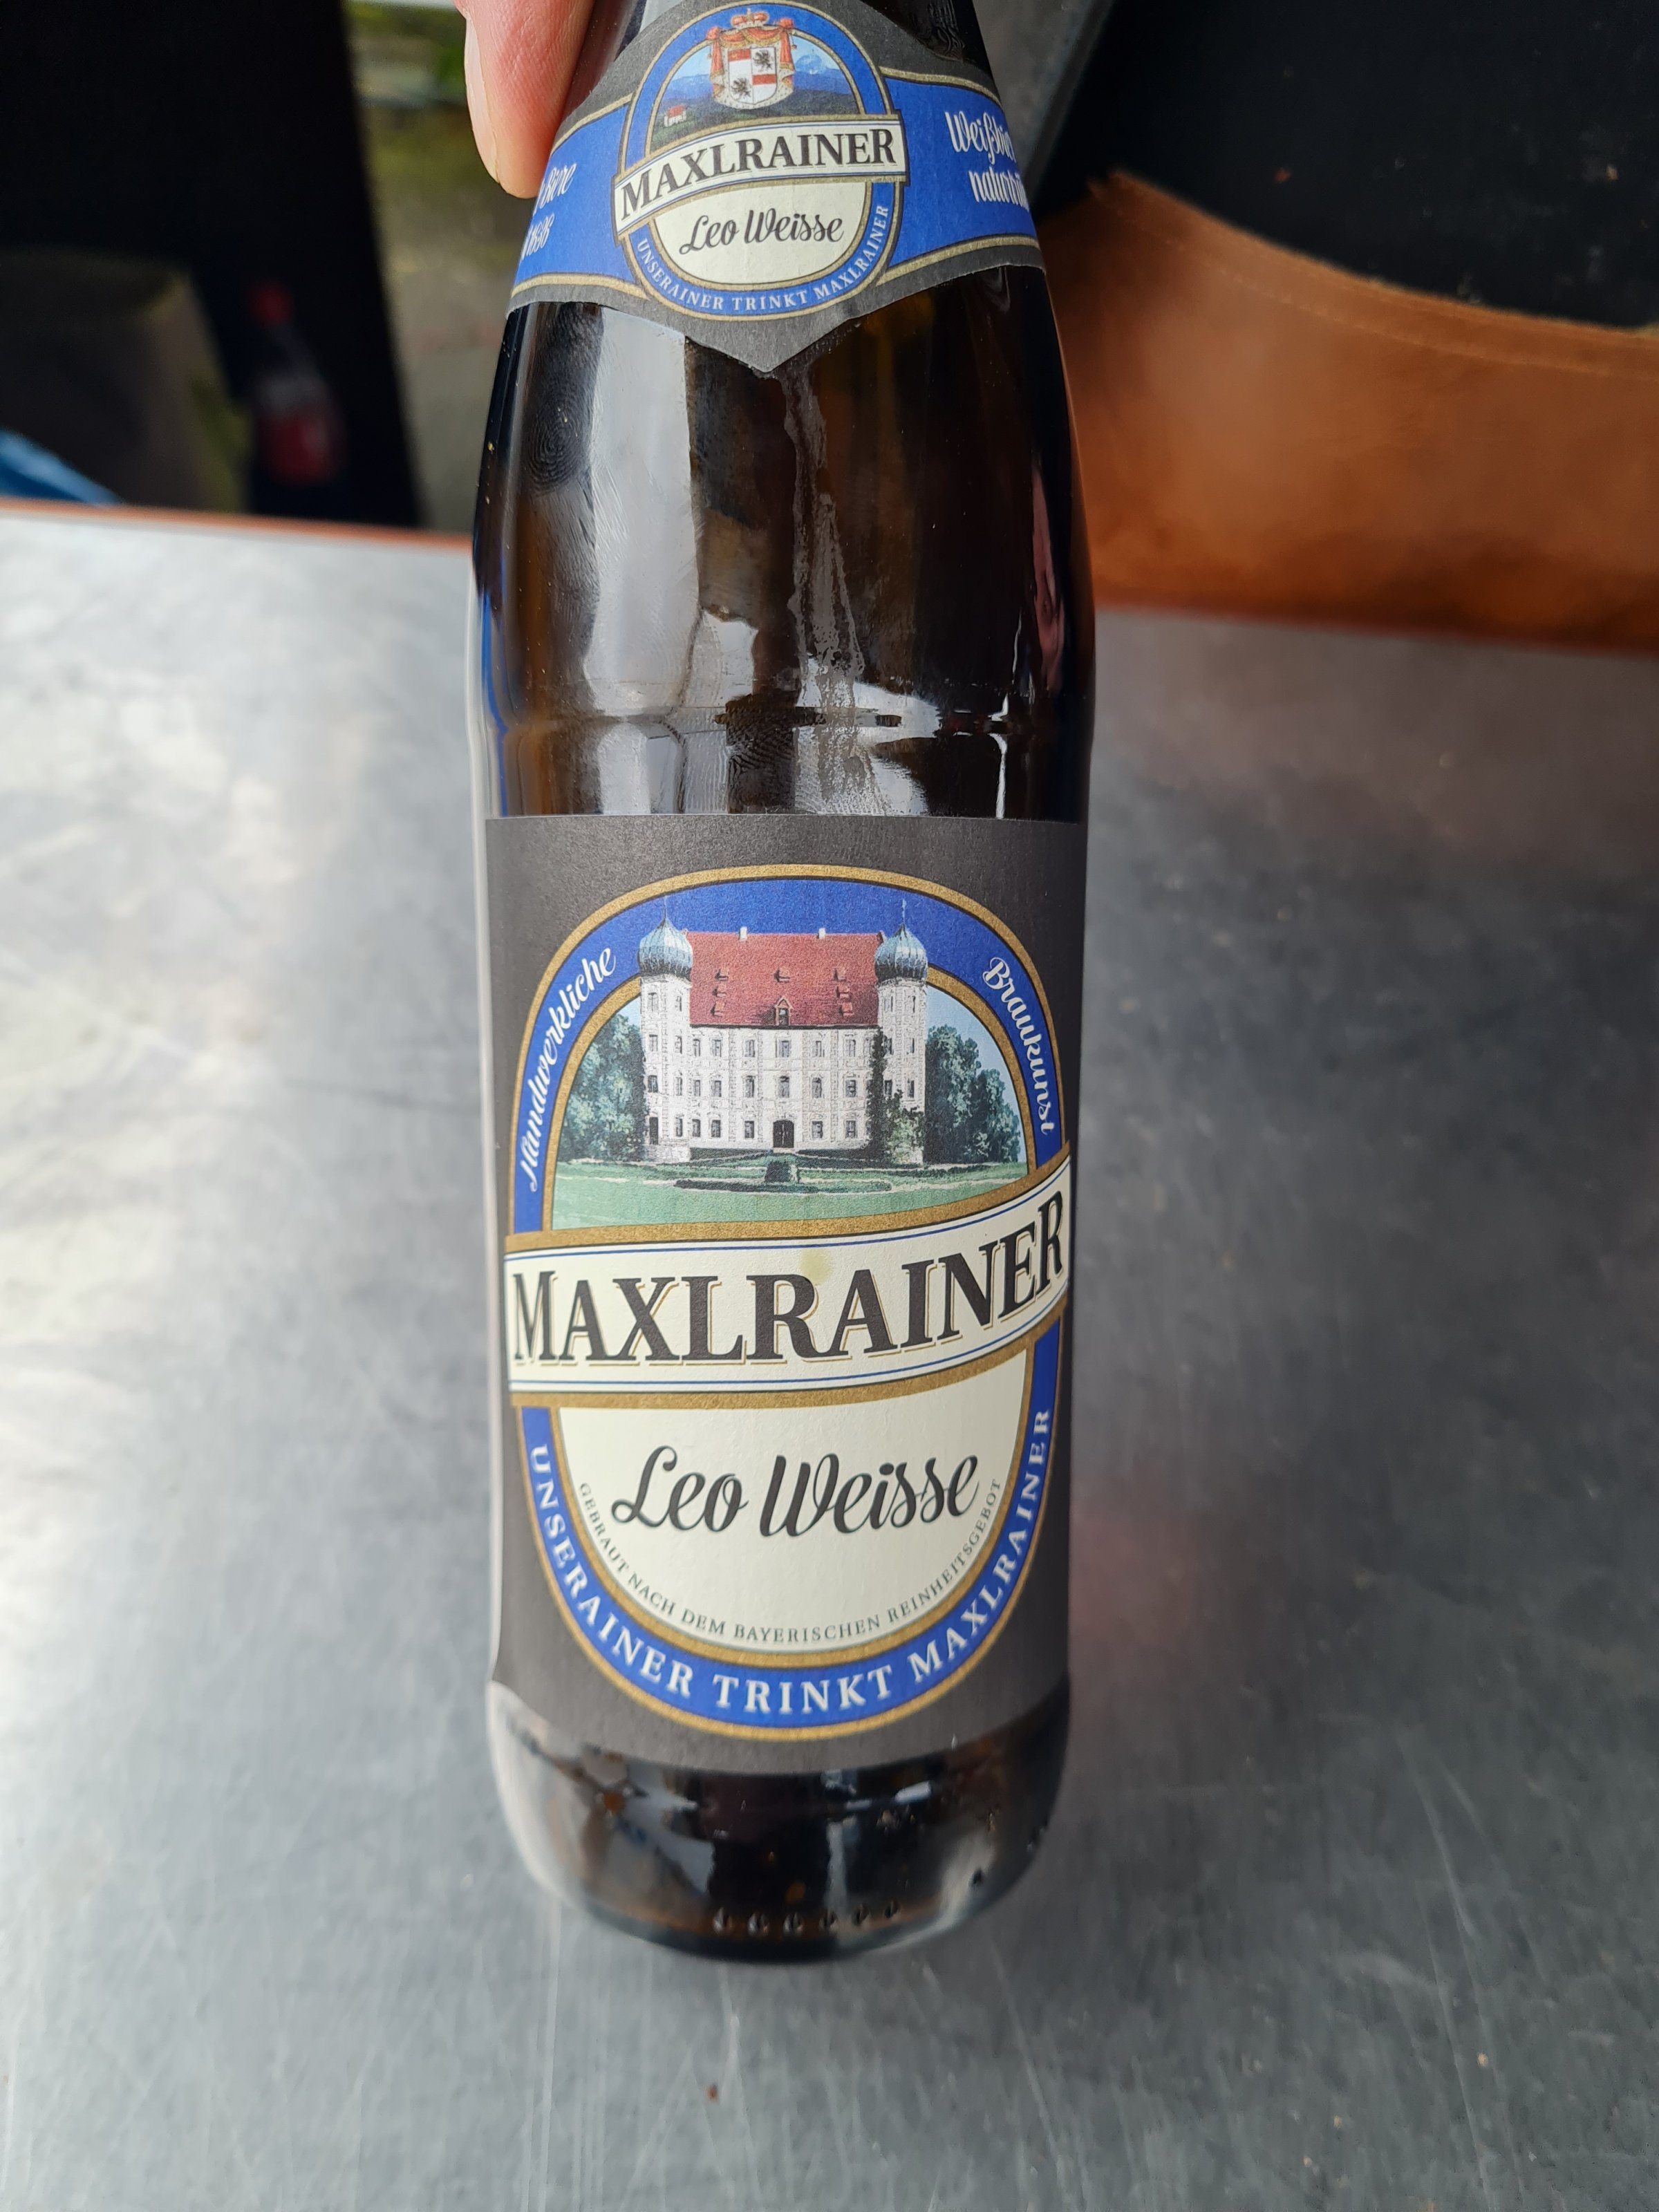 MAXLRAINER
Leo Weisse
UNSERAINER TRINKT MAXLRAINER
Handwerkliche Braukunst
MAXLRAINER
Leo Weisse
GEBRAUT NACH DEM BAYERISCHEN REINHEITSGEBOT
UNSERAINER TRINKT MAXLRAINER